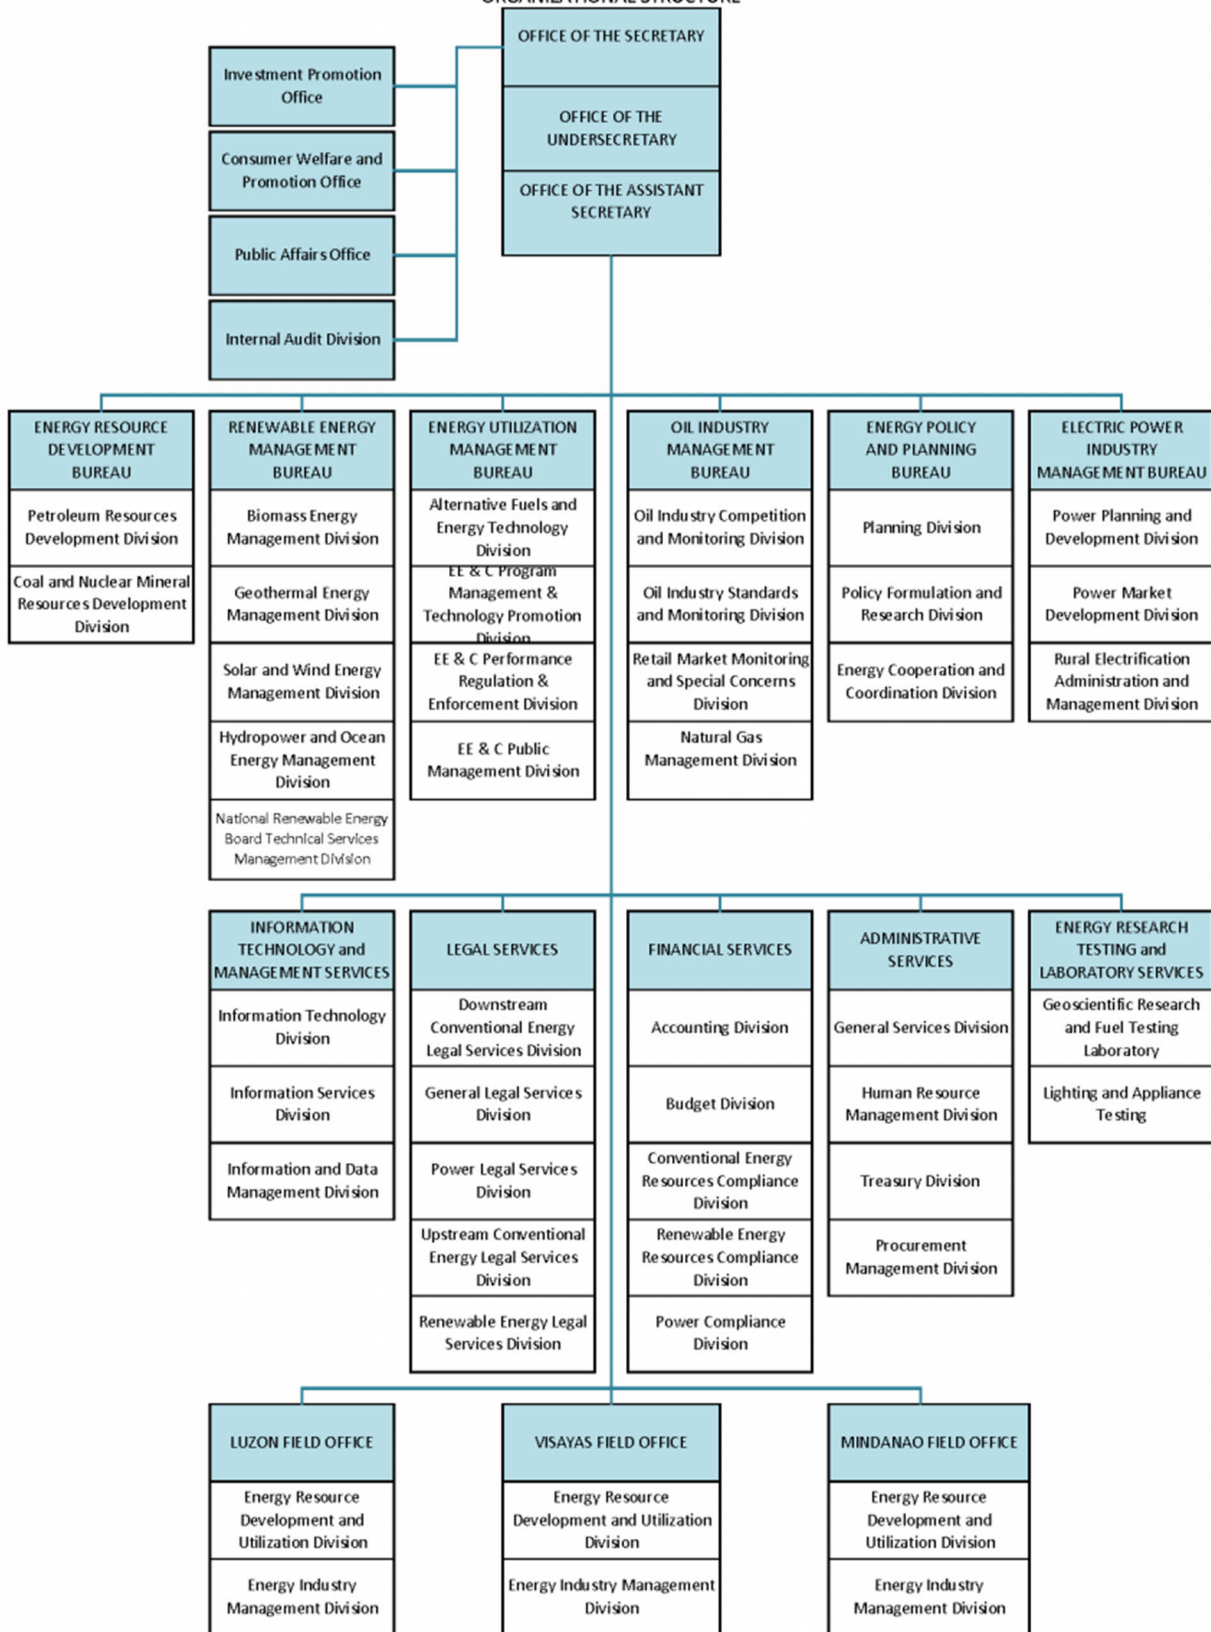 ORGANIZATIONAL STRUCTURE
OFFICE OF THE SECRETARY
OFFICE OF THE
UNDERSECRETARY
OFFICE OF THE ASSISTANT
SECRETARY
Investment Promotion
Office
Consumer Welfare and
Promotion Office
Public Affairs Office
Internal Audit Division
ENERGY RESOURCE
DEVELOPMENT
BUREAU
Petroleum Resources
Development Division
Coal and Nuclear Mineral
Resources Development
Division
RENEWABLE ENERGY
MANAGEMENT
BUREAU
Biomass Energy
Management Division
Geothermal Energy
Management Division
Solar and Wind Energy
Management Division
Hydropower and Ocean
Energy Management
Division
National Renewable Energy
Board Technical Services
Management Division
ENERGY UTILIZATION
MANAGEMENT
BUREAU
Alternative Fuels and
Energy Technology
Division
EE & C Program
Management &
Technology Promotion
Division
EE & C Performance
Regulation &
Enforcement Division
EE & C Public
Management Division
OIL INDUSTRY
MANAGEMENT
BUREAU
Oil Industry Competition
and Monitoring Division
Oil Industry Standards
and Monitoring Division
Retail Market Monitoring
and Special Concerns
Division
Natural Gas
Management Division
ENERGY POLICY
AND PLANNING
BUREAU
Planning Division
Policy Formulation and
Research Division
Energy Cooperation and
Coordination Division
ELECTRIC POWER
INDUSTRY
MANAGEMENT BUREAU
Power Planning and
Development Division
Power Market
Development Division
Rural Electrification
Administration and
Management Division
INFORMATION
TECHNOLOGY and
MANAGEMENT SERVICES
Information Technology
Division
Information Services
Division
Information and Data
Management Division
LEGAL SERVICES
Downstream
Conventional Energy
Legal Services Division
General Legal Services
Division
Power Legal Services
Division
Upstream Conventional
Energy Legal Services
Division
Renewable Energy Legal
Services Division
FINANCIAL SERVICES
Accounting Division
Budget Division
Conventional Energy
Resources Compliance
Division
Renewable Energy
Resources Compliance
Division
Power Compliance
Division
ADMINISTRATIVE
SERVICES
General Services Division
Human Resource
Management Division
Treasury Division
Procurement
Management Division
ENERGY RESEARCH
TESTING and
LABORATORY SERVICES
Geoscientific Research
and Fuel Testing
Laboratory
Lighting and Appliance
Testing
LUZON FIELD OFFICE
Energy Resource
Development and
Utilization Division
Energy Industry
Management Division
VISAYAS FIELD OFFICE
Energy Resource
Development and Utilization
Division
Energy Industry Management
Division
MINDANAO FIELD OFFICE
Energy Resource
Development and
Utilization Division
Energy Industry
Management Division